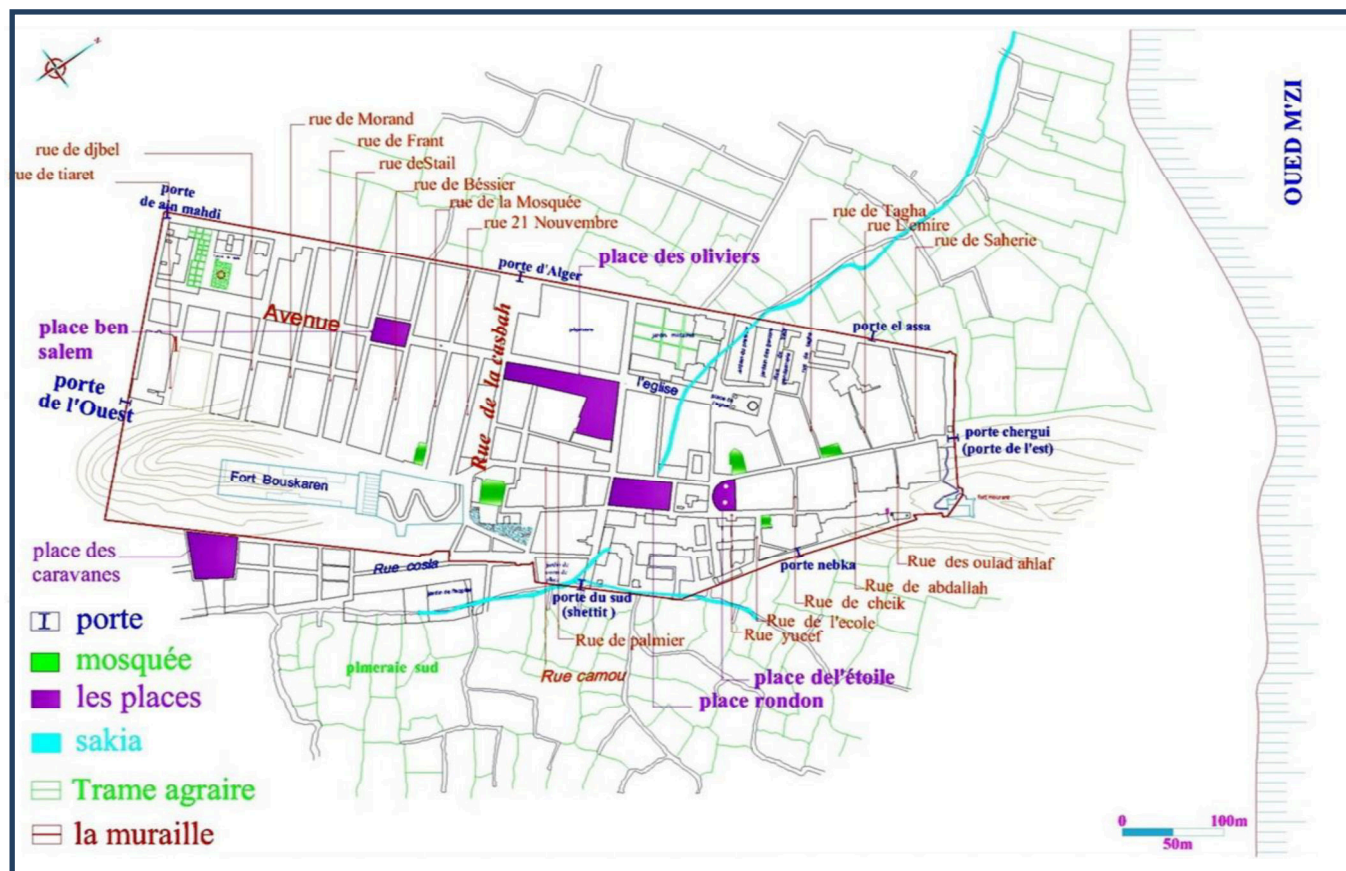 OUED M'ZI
rue de Morand
rue de Frant
rue deStail
rue de Béssier
rue de la Mosquée
rue 21 Nouvembre
rue de djbel
rue de tiaret
porte
de ain mahdi
porte d'Alger
place des oliviers
rue de Tagha
rue L'emire
rue de Saherie
Avenue
place ben
salem
porte
de l'Ouest
Rue de la casbah
l'eglise
porte el assa
porte chergui
(porte de l'est)
Fort Bouskaren
place des
caravanes
Rue cosia
porte du sud
(shettit )
porte nebka
Rue des oulad ahlaf
Rue de abdallah
Rue de cheik
Rue de l'ecole
Rue yucef
Rue de palmier
Rue camou
place del'étoile
place rondon
plmeraie sud
porte
mosquée
les places
sakia
Trame agraire
la muraille
0 100m
50m